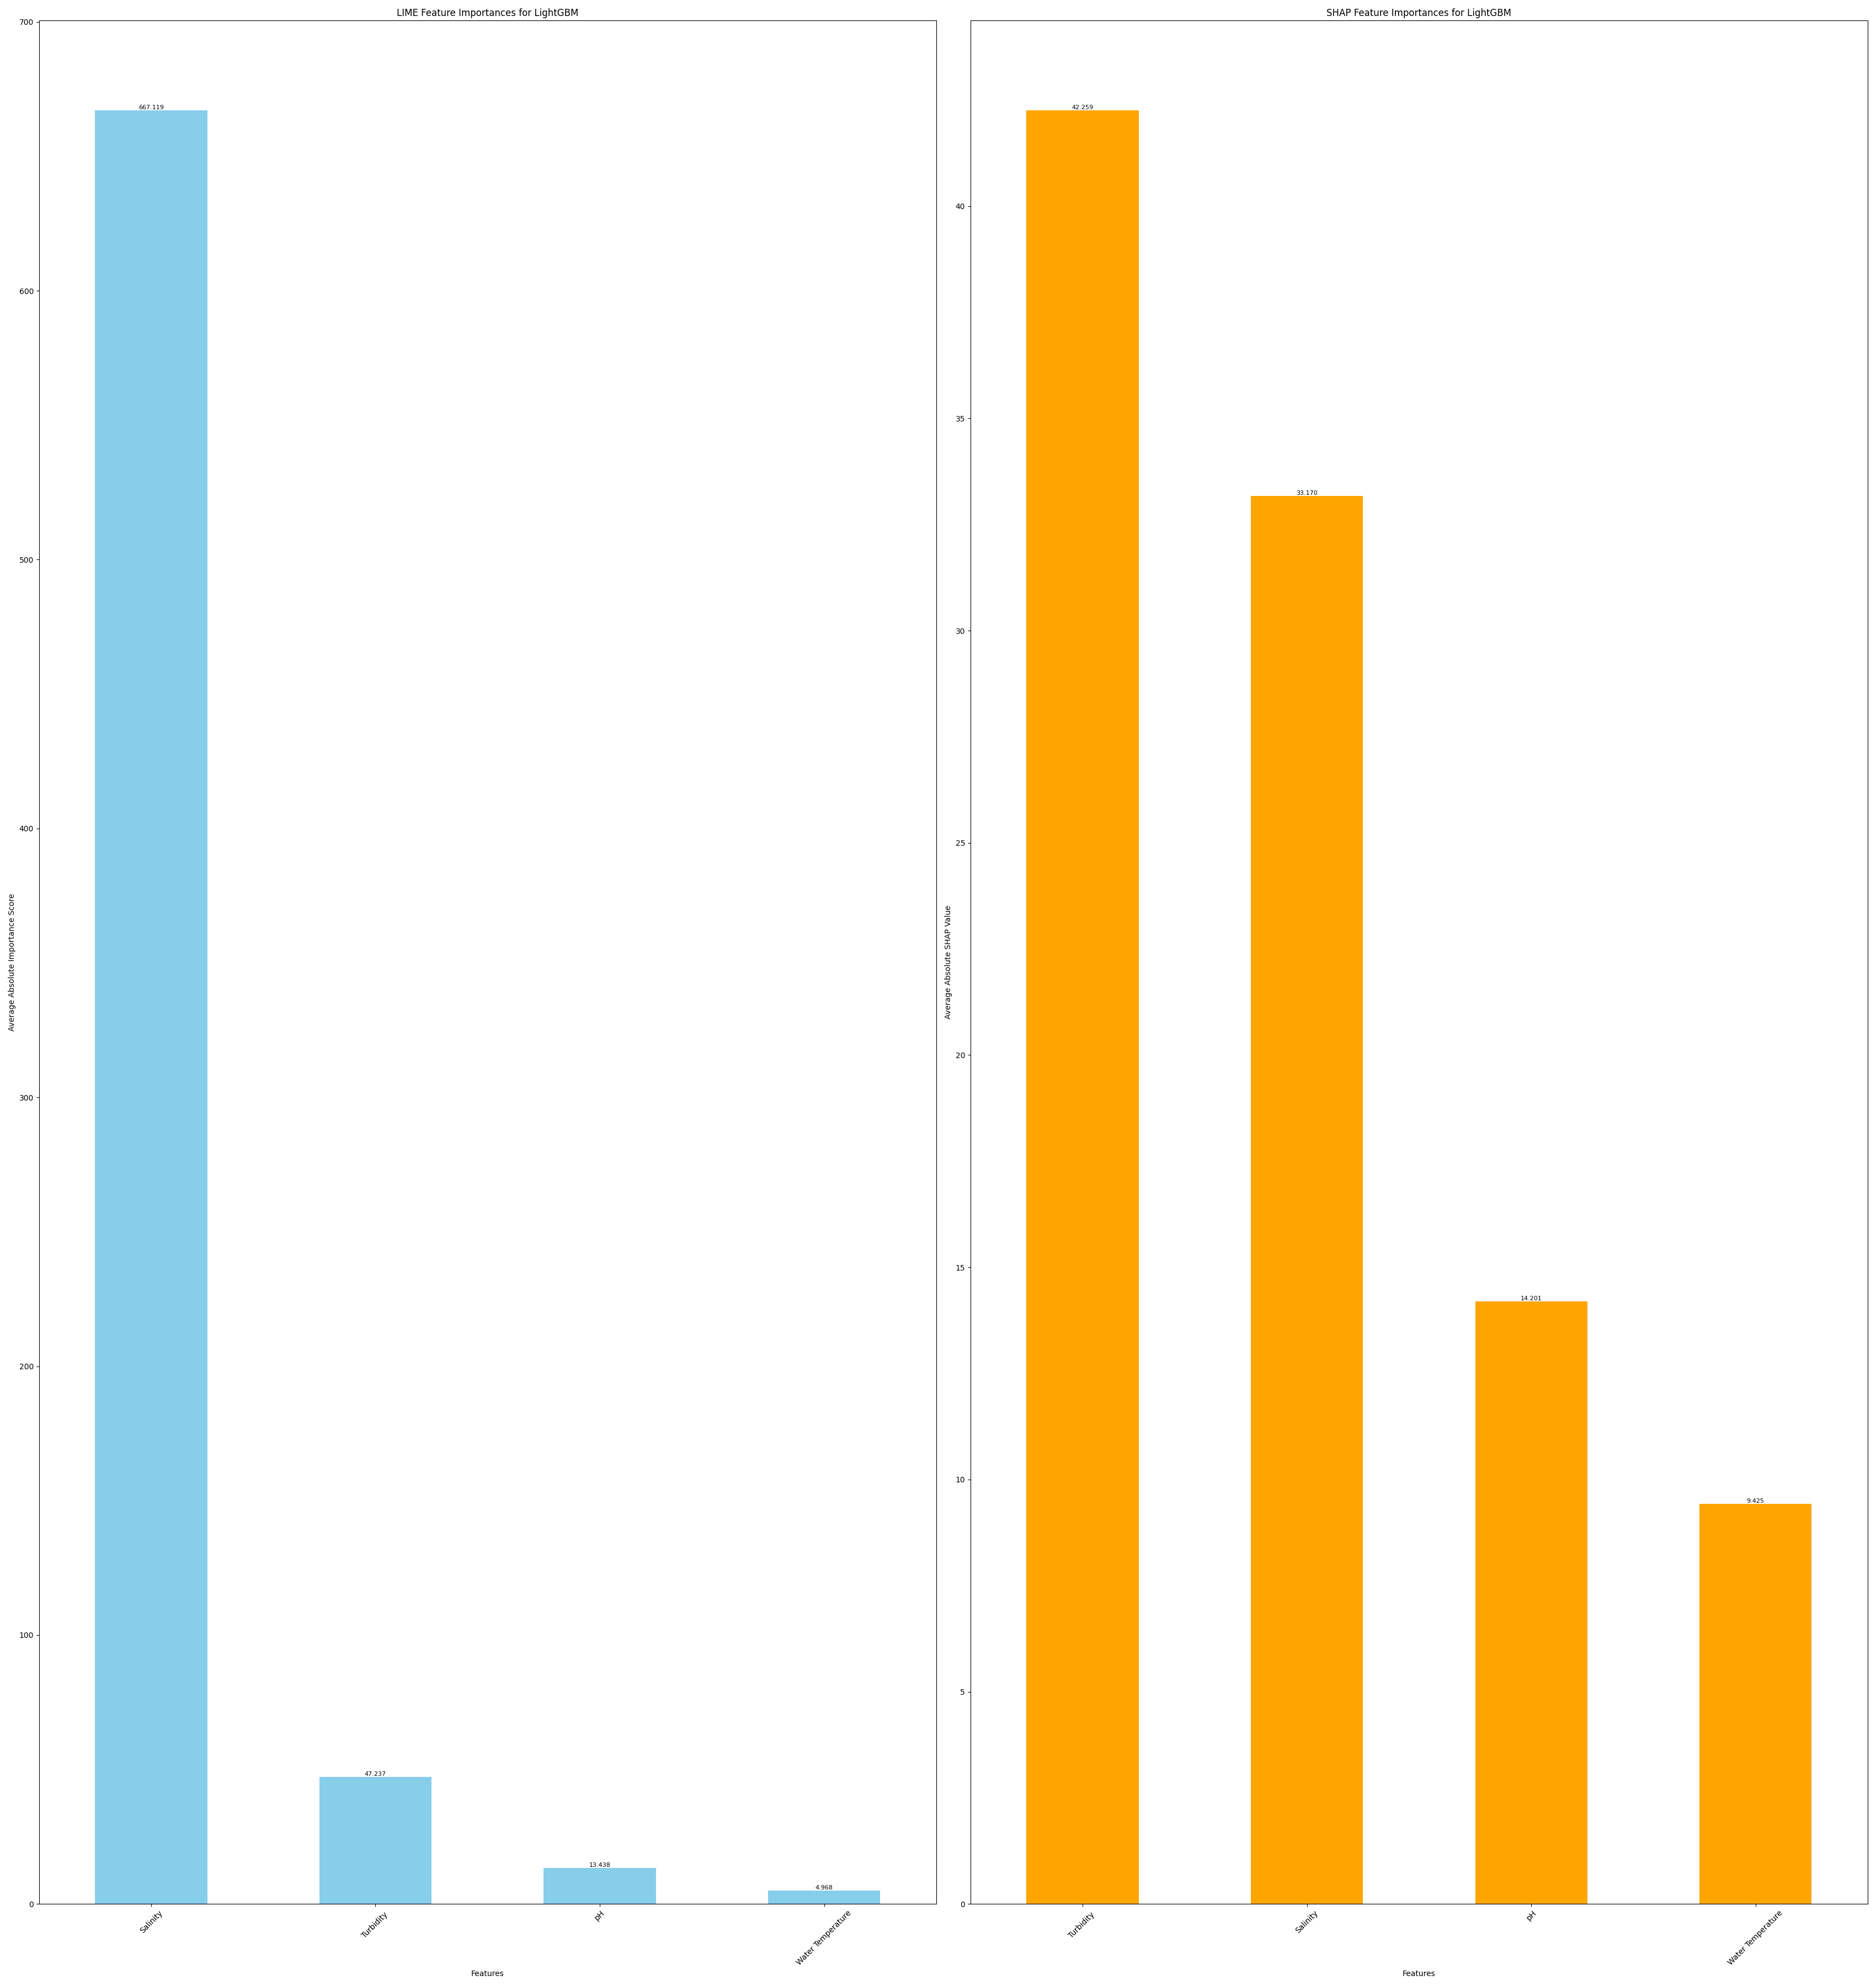 LIME Feature Importances for LightGBM
700
600
500
400
300
200
100
0
Average Absolute Importance Score
667.119
47.237
13.438
4.968
Salinity
Turbidity
pH
Water Temperature
Features
SHAP Feature Importances for LightGBM
40
35
30
25
20
15
10
5
0
Average Absolute SHAP Value
42.259
33.170
14.201
9.425
Turbidity
Salinity
pH
Water Temperature
Features